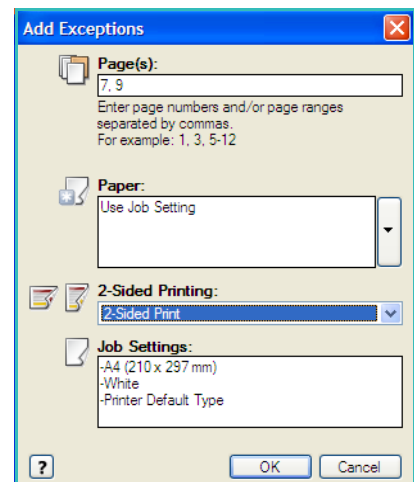 Add Exceptions
Page(s):
7, 9
Enter page numbers and/or page ranges
separated by commas.
For example: 1, 3, 5-12
Paper:
Use Job Setting
2-Sided Printing:
2-Sided Print
Job Settings:
-A4 (210 x 297 mm)
-White
-Printer Default Type
?
OK
Cancel